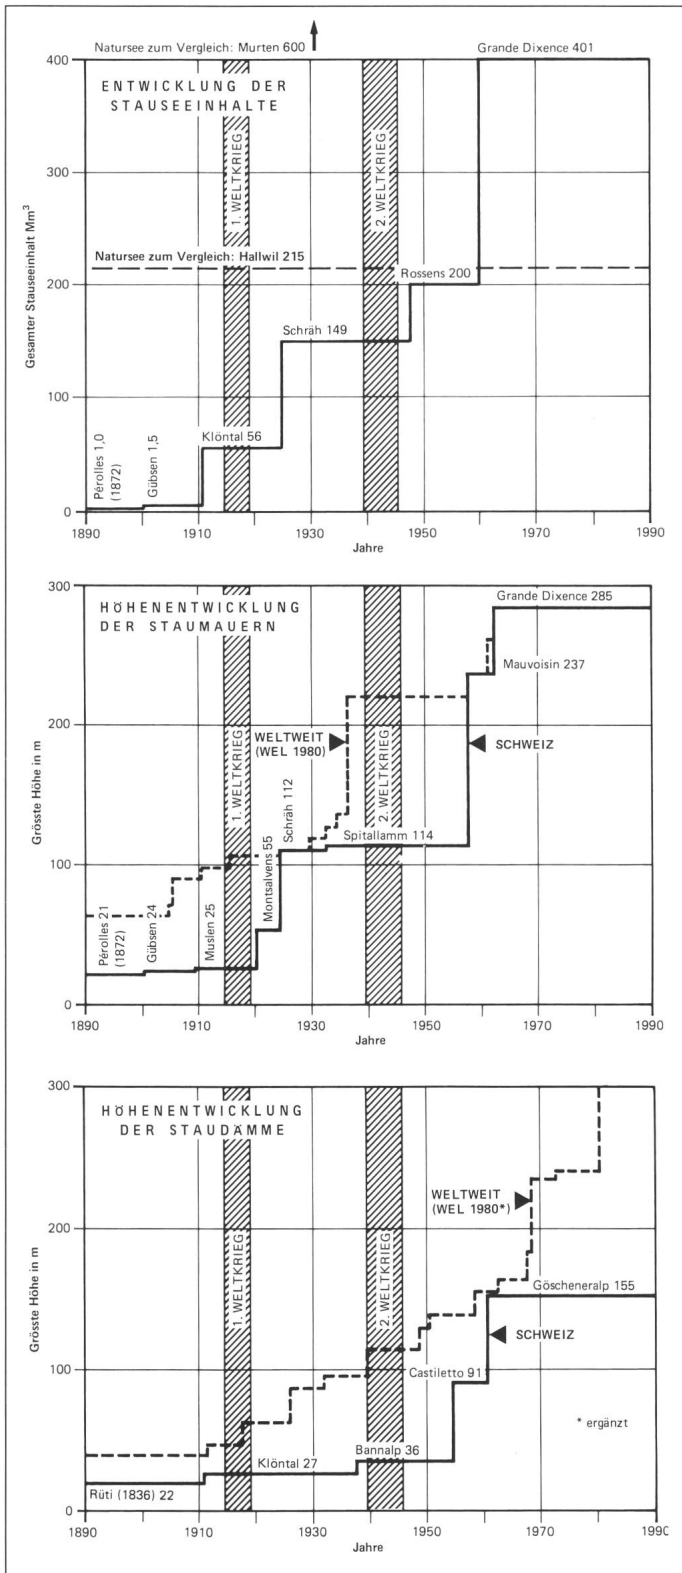 Natursee zum Vergleich: Murten 600
Grande Dixence 401
ENTWICKLUNG DER
STAUSEEINHALTE
1. WELTKRIEG
2. WELTKRIEG
Natursee zum Vergleich: Hallwil 215
Rossens 200
Schräh 149
Klöntal 56
Pérolles 1,0
(1872)
Gübsen 1,5
Gesamter Stauseeinhalt Mm³
400
300
200
100
0
1890
1910
1930
1950
1970
1990
Jahre
HÖHENENTWICKLUNG
DER STAUMAUERN
Grande Dixence 285
Mauvoisin 237
1. WELTKRIEG
2. WELTKRIEG
WELTWEIT
(WEL 1980)
SCHWEIZ
Schräh 112
Spitallamm 114
Montsalvens 55
Pérolles 21
(1872)
Gübsen 24
Muslen 25
Grösste Höhe in m
300
200
100
0
1890
1910
1930
1950
1970
1990
Jahre
HÖHENENTWICKLUNG
DER STAUDÄMME
1. WELTKRIEG
2. WELTKRIEG
WELTWEIT
(WEL 1980*)
Göscheneralp 155
SCHWEIZ
Castiletto 91
* ergänzt
Bannalp 36
Klöntal 27
Rüti (1836) 22
Grösste Höhe in m
300
200
100
0
1890
1910
1930
1950
1970
1990
Jahre